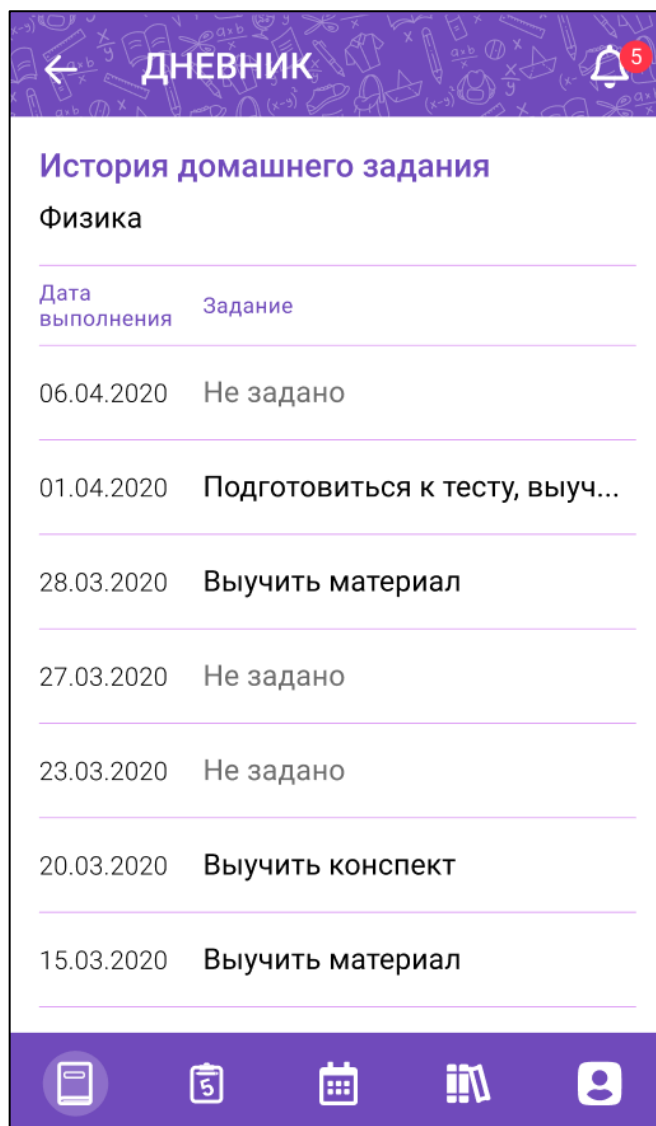 ДНЕВНИК
5
История домашнего задания
Физика
Дата
выполнения
Задание
06.04.2020 Не задано
01.04.2020 Подготовиться к тесту, выуч...
28.03.2020 Выучить материал
27.03.2020 Не задано
23.03.2020 Не задано
20.03.2020 Выучить конспект
15.03.2020 Выучить материал
5